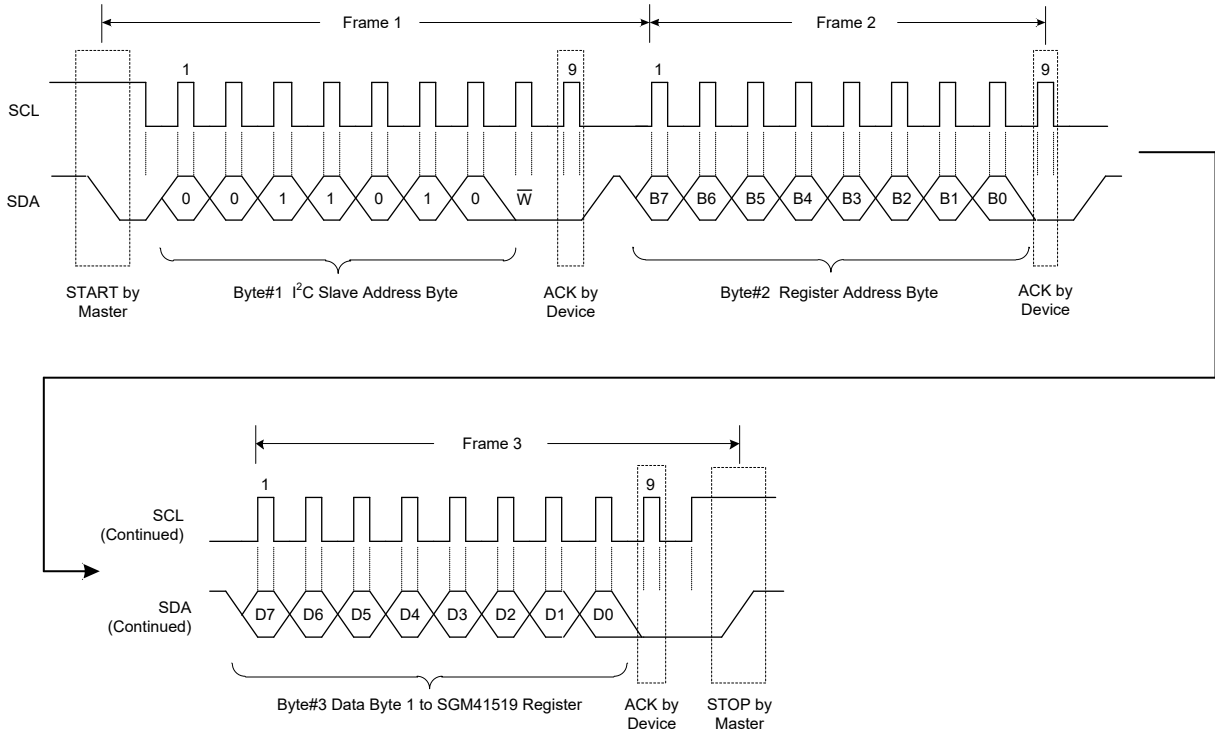 Frame 1
Frame 2
1
9
1
9
SCL
SDA
0 0 1 1 0 1 0 W̅
B7 B6 B5 B4 B3 B2 B1 B0
START by
Master
Byte#1 I²C Slave Address Byte
ACK by
Device
Byte#2 Register Address Byte
ACK by
Device
Frame 3
1
9
SCL
(Continued)
SDA
(Continued)
D7 D6 D5 D4 D3 D2 D1 D0
Byte#3 Data Byte 1 to SGM41519 Register
ACK by
Device
STOP by
Master